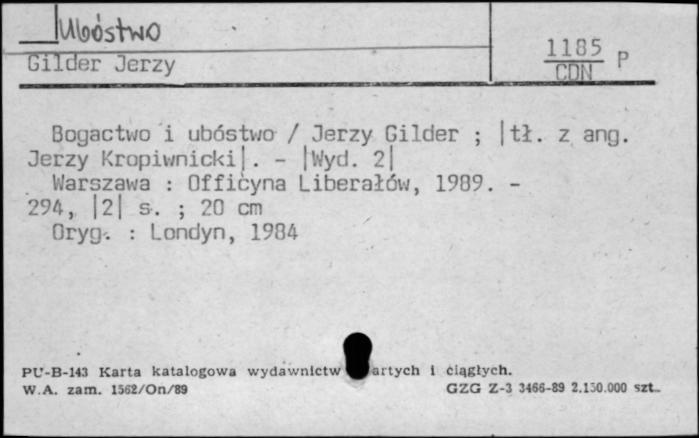 Ubóstwo
Gilder Jerzy
1185 P
CDN
Bogactwo i ubóstwo / Jerzy Gilder ; |tł. z ang.
Jerzy Kropiwnicki|. - |Wyd. 2|
Warszawa : Officyna Liberałów, 1989. -
294, |2| s. ; 20 cm
Oryg. : Londyn, 1984
PU-B-143 Karta katalogowa wydawnictw artych i ciągłych.
W.A. zam. 1562/On/89 GZG Z-3 3466-89 2.150.000 szt.